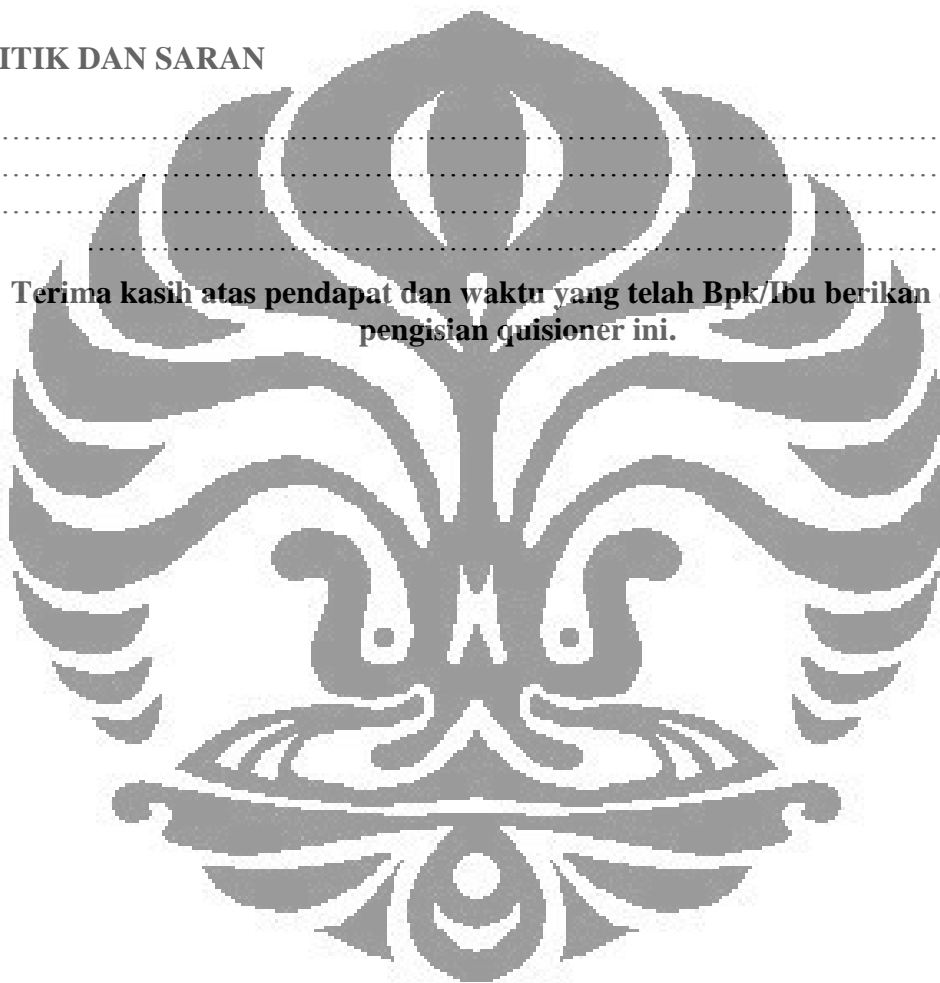 ITIK DAN SARAN
................................................................................
................................................................................
................................................................................
................................................................................
Terima kasih atas pendapat dan waktu yang telah Bpk/Ibu berikan
pengisian quisioner ini.